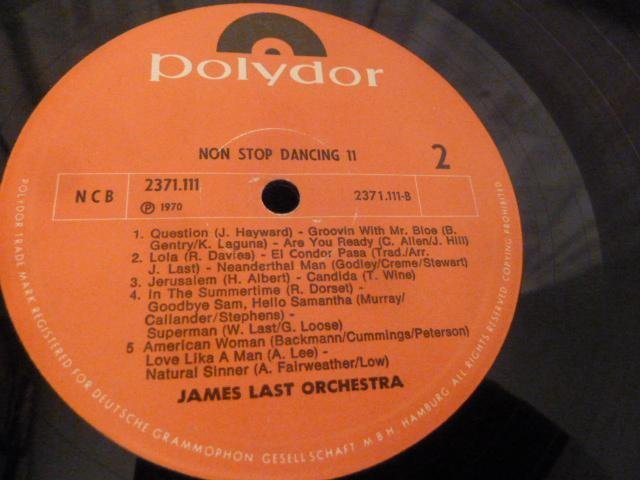 polydor
NON STOP DANCING 11
2
NCB
2371.111
℗ 1970
2371.111-B
1. Question (J. Hayward) - Groovin With Mr. Bloe (B.
Gentry/K. Laguna) - Are You Ready (C. Allen/J. Hill)
2. Lola (R. Davies) - El Condor Pasa (Trad./Arr.
J. Last) - Neanderthal Man (Godley/Creme/Stewart)
3. Jerusalem (H. Albert) - Candida (T. Wine)
4. In The Summertime (R. Dorset) -
Goodbye Sam, Hello Samantha (Murray/
Callander/Stephens) -
Superman (W. Last/G. Loose)
5 American Woman (Backmann/Cummings/Peterson)
Love Lika A Man (A. Lee) -
Natural Sinner (A. Fairweather/Low)
JAMES LAST ORCHESTRA
POLYDOR TRADE MARK REGISTERED FOR DEUTSCHE GRAMMOPHON GESELLSCHAFT M B H. HAMBURG ALL RIGHTS RESERVED COPYING PROHIBITED